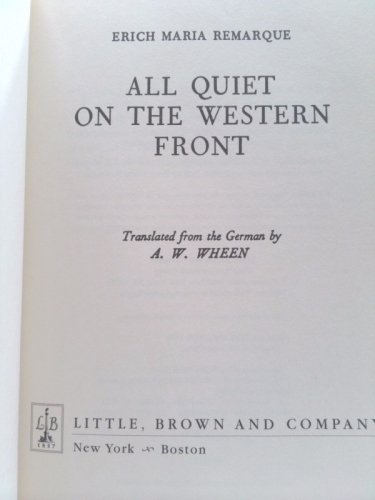 ERICH MARIA REMARQUE
ALL QUIET
ON THE WESTERN
FRONT
Translated from the German by
A. W. WHEEN
L B
1837
LITTLE, BROWN AND COMPANY
New York Boston